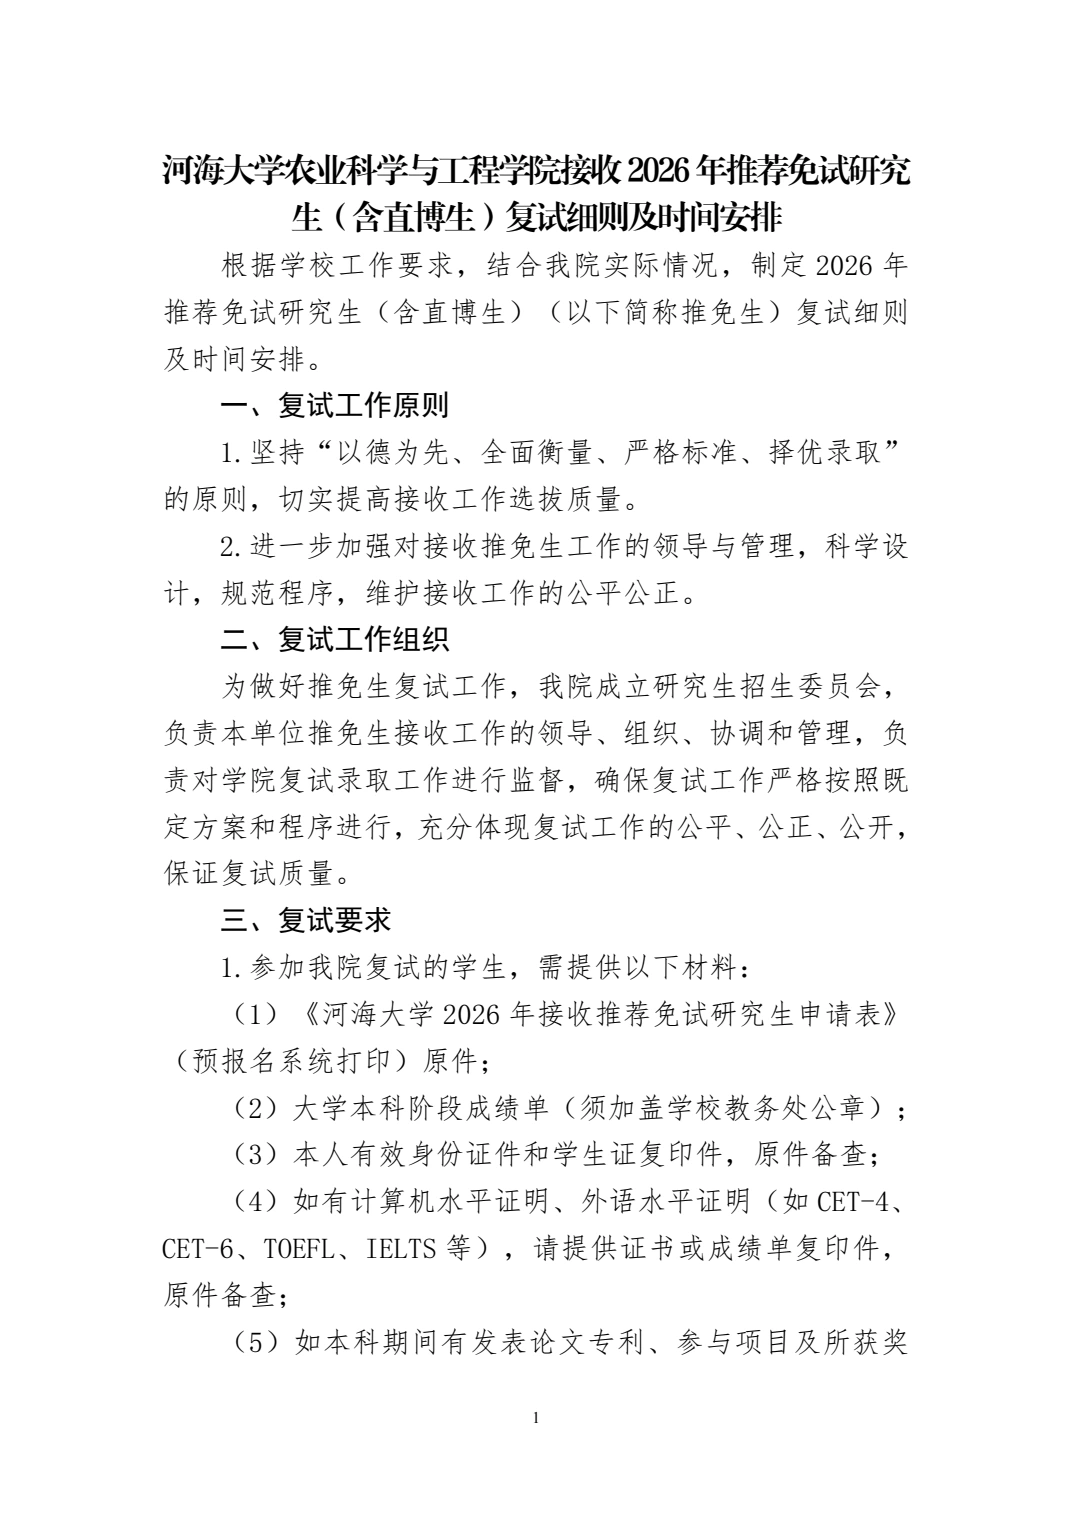 河海大学农业科学与工程学院接收 2026 年推荐免试研究
生（含直博生）复试细则及时间安排
根据学校工作要求，结合我院实际情况，制定 2026 年
推荐免试研究生（含直博生）（以下简称推免生）复试细则
及时间安排。
一、复试工作原则
1.坚持“以德为先、全面衡量、严格标准、择优录取”
的原则，切实提高接收工作选拔质量。
2.进一步加强对接收推免生工作的领导与管理，科学设
计，规范程序，维护接收工作的公平公正。
二、复试工作组织
为做好推免生复试工作，我院成立研究生招生委员会，
负责本单位推免生接收工作的领导、组织、协调和管理，负
责对学院复试录取工作进行监督，确保复试工作严格按照既
定方案和程序进行，充分体现复试工作的公平、公正、公开，
保证复试质量。
三、复试要求
1.参加我院复试的学生，需提供以下材料：
（1）《河海大学 2026 年接收推荐免试研究生申请表》
（预报名系统打印）原件；
（2）大学本科阶段成绩单（须加盖学校教务处公章）；
（3）本人有效身份证件和学生证复印件，原件备查；
（4）如有计算机水平证明、外语水平证明（如 CET-4、
CET-6、TOEFL、IELTS 等），请提供证书或成绩单复印件，
原件备查；
（5）如本科期间有发表论文专利、参与项目及所获奖
1